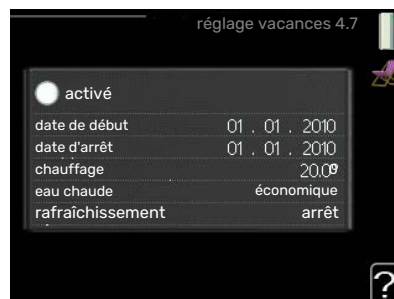 réglage vacances 4.7
activé
date de début 01 . 01 . 2010
date d'arrêt 01 . 01 . 2010
chauffage 20.0º
eau chaude économique
rafraîchissement arrêt
?